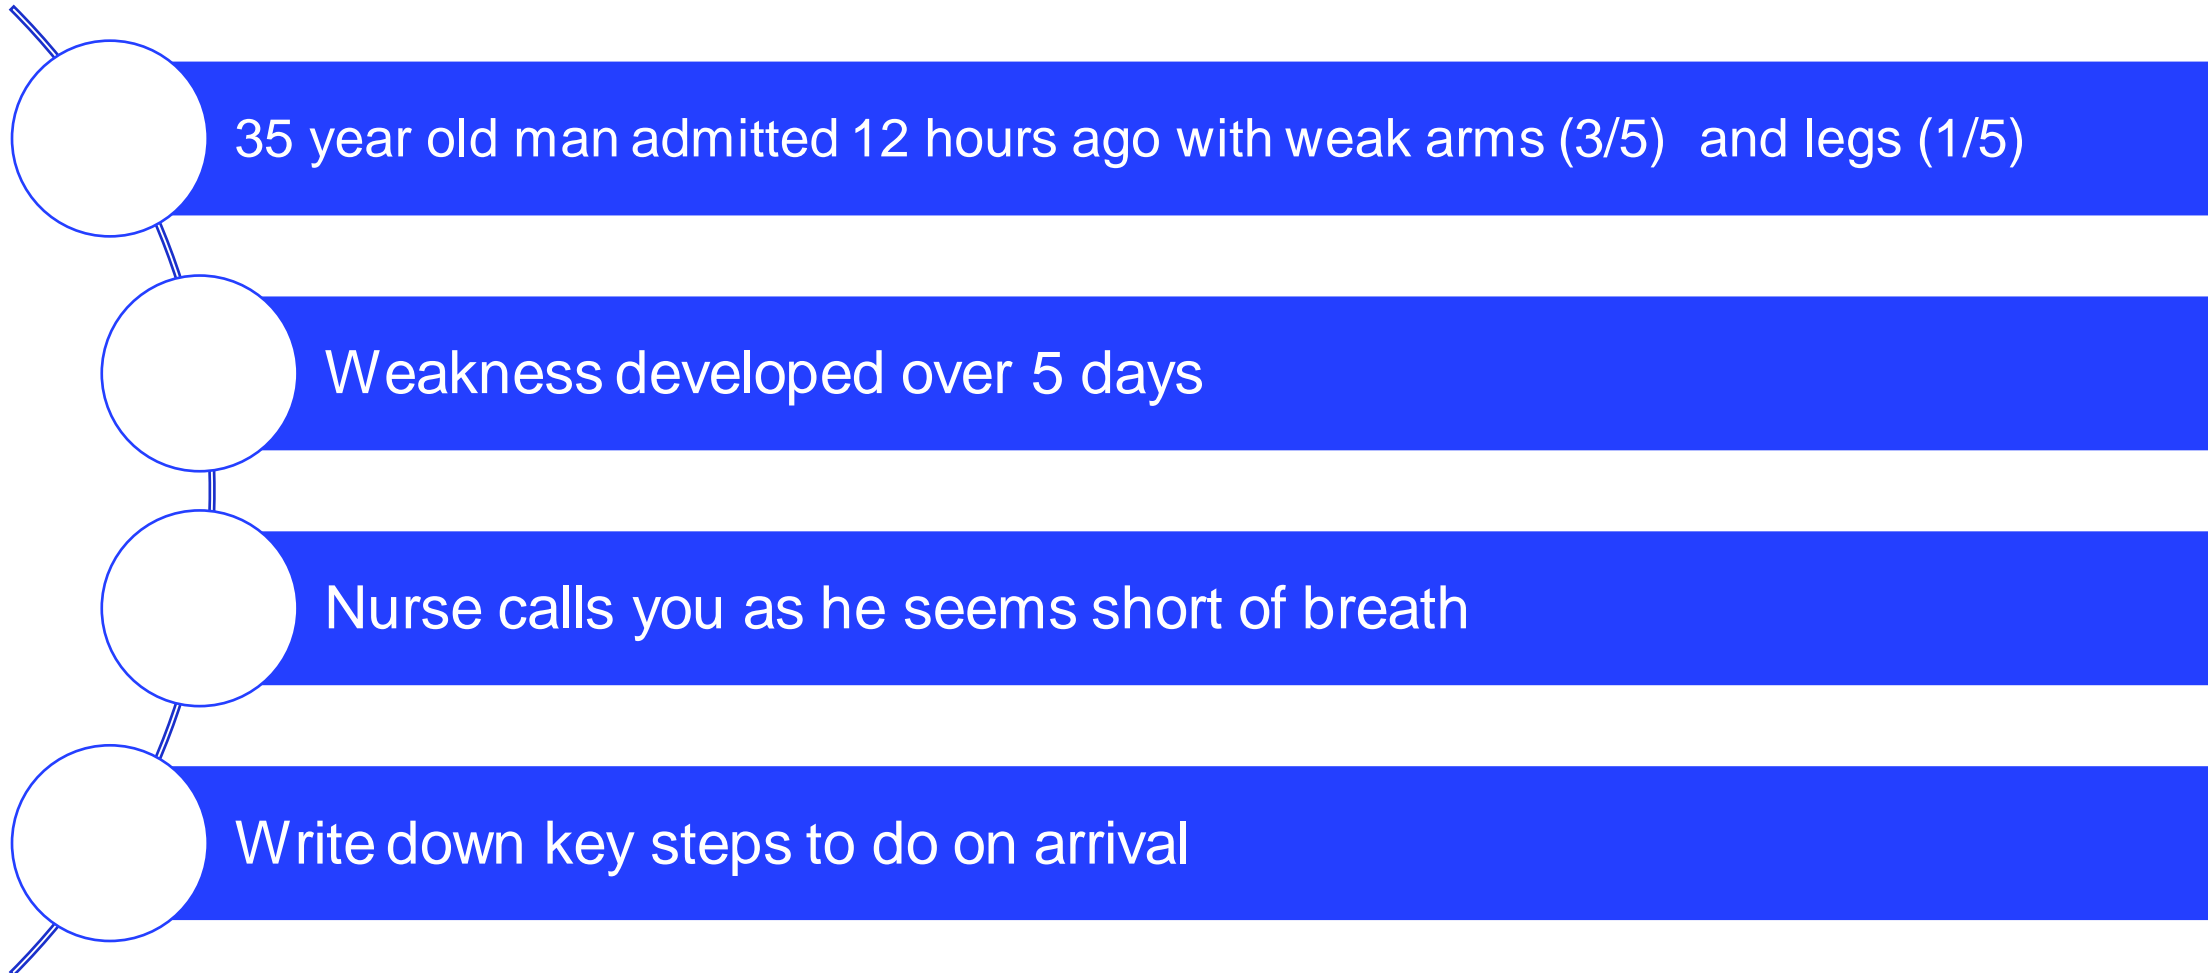 35 year old man admitted 12 hours ago with weak arms (3/5) and legs (1/5)
Weakness developed over 5 days
Nurse calls you as he seems short of breath
Write down key steps to do on arrival